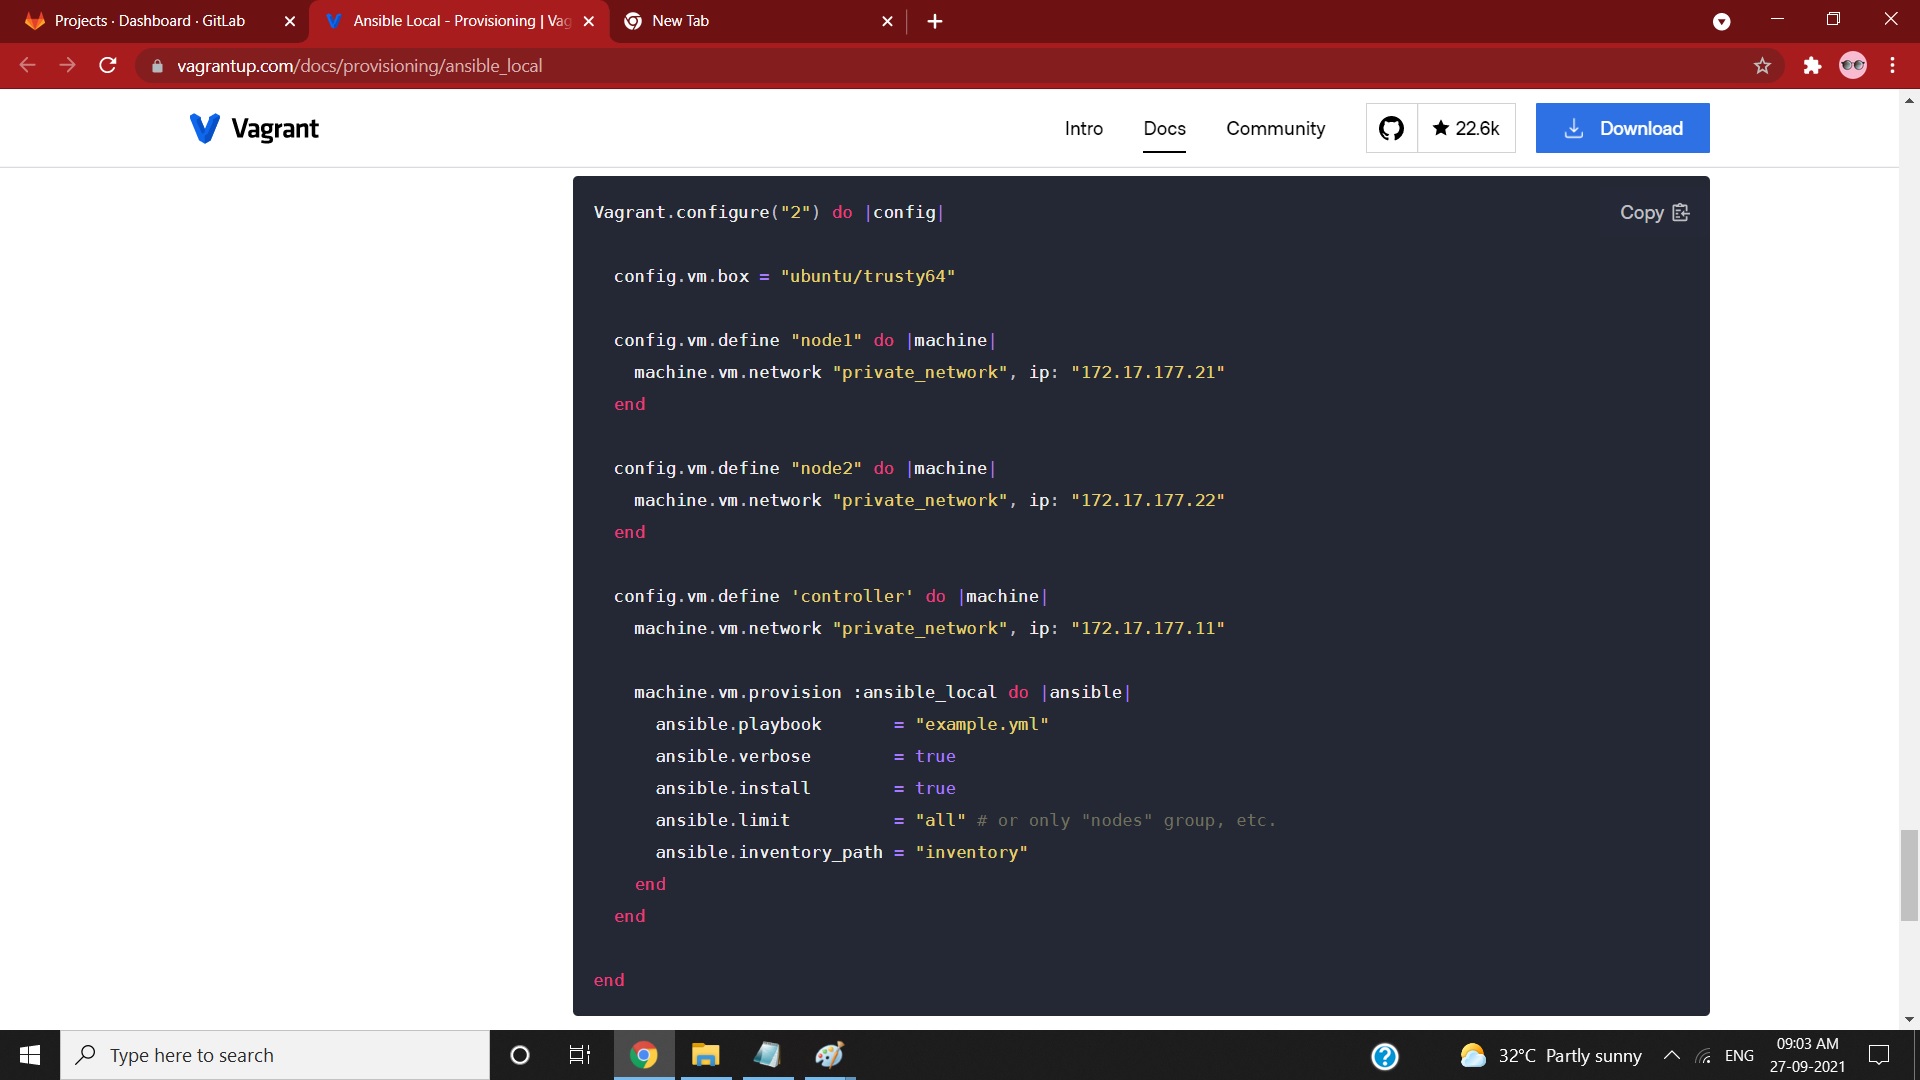 Projects · Dashboard · GitLab
Ansible Local - Provisioning | Vag
New Tab
vagrantup.com/docs/provisioning/ansible_local
Vagrant
Intro
Docs
Community
22.6k
Download
Copy
Vagrant.configure("2") do |config|
config.vm.box = "ubuntu/trusty64"
config.vm.define "node1" do |machine|
machine.vm.network "private_network", ip: "172.17.177.21"
end
config.vm.define "node2" do |machine|
machine.vm.network "private_network", ip: "172.17.177.22"
end
config.vm.define 'controller' do |machine|
machine.vm.network "private_network", ip: "172.17.177.11"
machine.vm.provision :ansible_local do |ansible|
ansible.playbook       = "example.yml"
ansible.verbose        = true
ansible.install        = true
ansible.limit          = "all" # or only "nodes" group, etc.
ansible.inventory_path = "inventory"
end
end
end
Type here to search
32°C Partly sunny
ENG
09:03 AM
27-09-2021